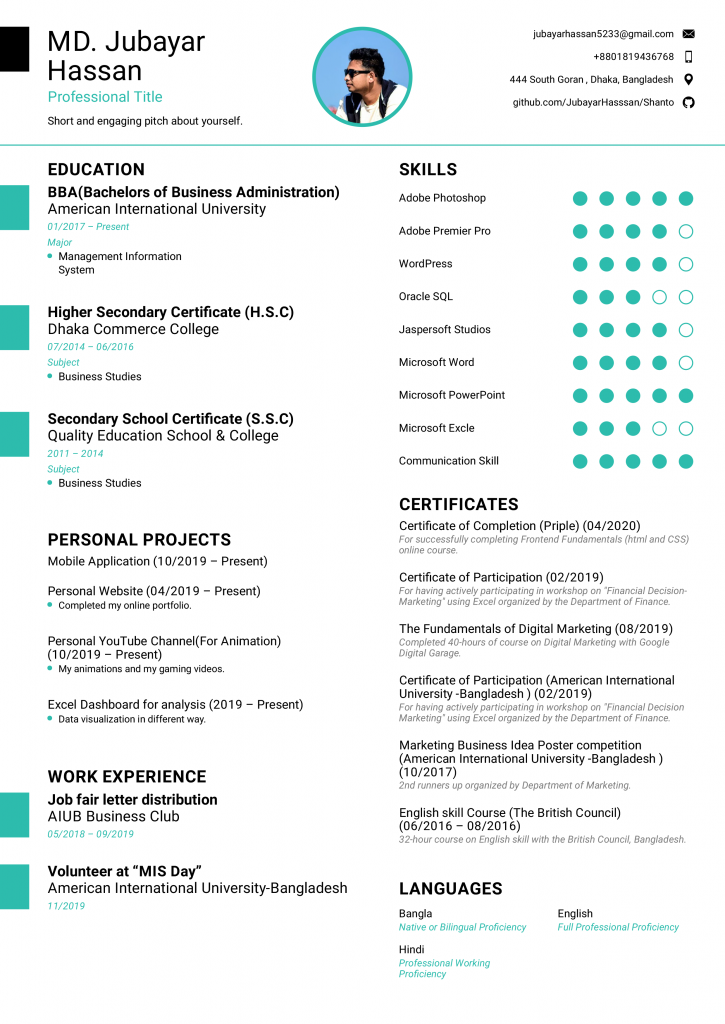 MD. Jubayar
Hassan
Professional Title
Short and engaging pitch about yourself.
jubayarhassan5233@gmail.com
+8801819436768
444 South Goran , Dhaka, Bangladesh
github.com/JubayarHasssan/Shanto
EDUCATION
BBA(Bachelors of Business Administration)
American International University
01/2017 – Present
Major
Management Information
System
Higher Secondary Certificate (H.S.C)
Dhaka Commerce College
07/2014 – 06/2016
Subject
Business Studies
Secondary School Certificate (S.S.C)
Quality Education School & College
2011 – 2014
Subject
Business Studies
PERSONAL PROJECTS
Mobile Application (10/2019 – Present)
Personal Website (04/2019 – Present)
Completed my online portfolio.
Personal YouTube Channel(For Animation)
(10/2019 – Present)
My animations and my gaming videos.
Excel Dashboard for analysis (2019 – Present)
Data visualization in different way.
WORK EXPERIENCE
Job fair letter distribution
AIUB Business Club
05/2018 – 09/2019
Volunteer at “MIS Day”
American International University-Bangladesh
11/2019
SKILLS
Adobe Photoshop
Adobe Premier Pro
WordPress
Oracle SQL
Jaspersoft Studios
Microsoft Word
Microsoft PowerPoint
Microsoft Excle
Communication Skill
CERTIFICATES
Certificate of Completion (Priple) (04/2020)
For successfully completing Frontend Fundamentals (html and CSS)
online course.
Certificate of Participation (02/2019)
For having actively participating in workshop on "Financial Decision-
Marketing" using Excel organized by the Department of Finance.
The Fundamentals of Digital Marketing (08/2019)
Completed 40-hours of course on Digital Marketing with Google
Digital Garage.
Certificate of Participation (American International
University -Bangladesh ) (02/2019)
For having actively participating in workshop on "Financial Decision
Marketing" using Excel organized by the Department of Finance.
Marketing Business Idea Poster competition
(American International University -Bangladesh )
(10/2017)
2nd runners up organized by Department of Marketing.
English skill Course (The British Council)
(06/2016 – 08/2016)
32-hour course on English skill with the British Council, Bangladesh.
LANGUAGES
Bangla
Native or Bilingual Proficiency
English
Full Professional Proficiency
Hindi
Professional Working
Proficiency